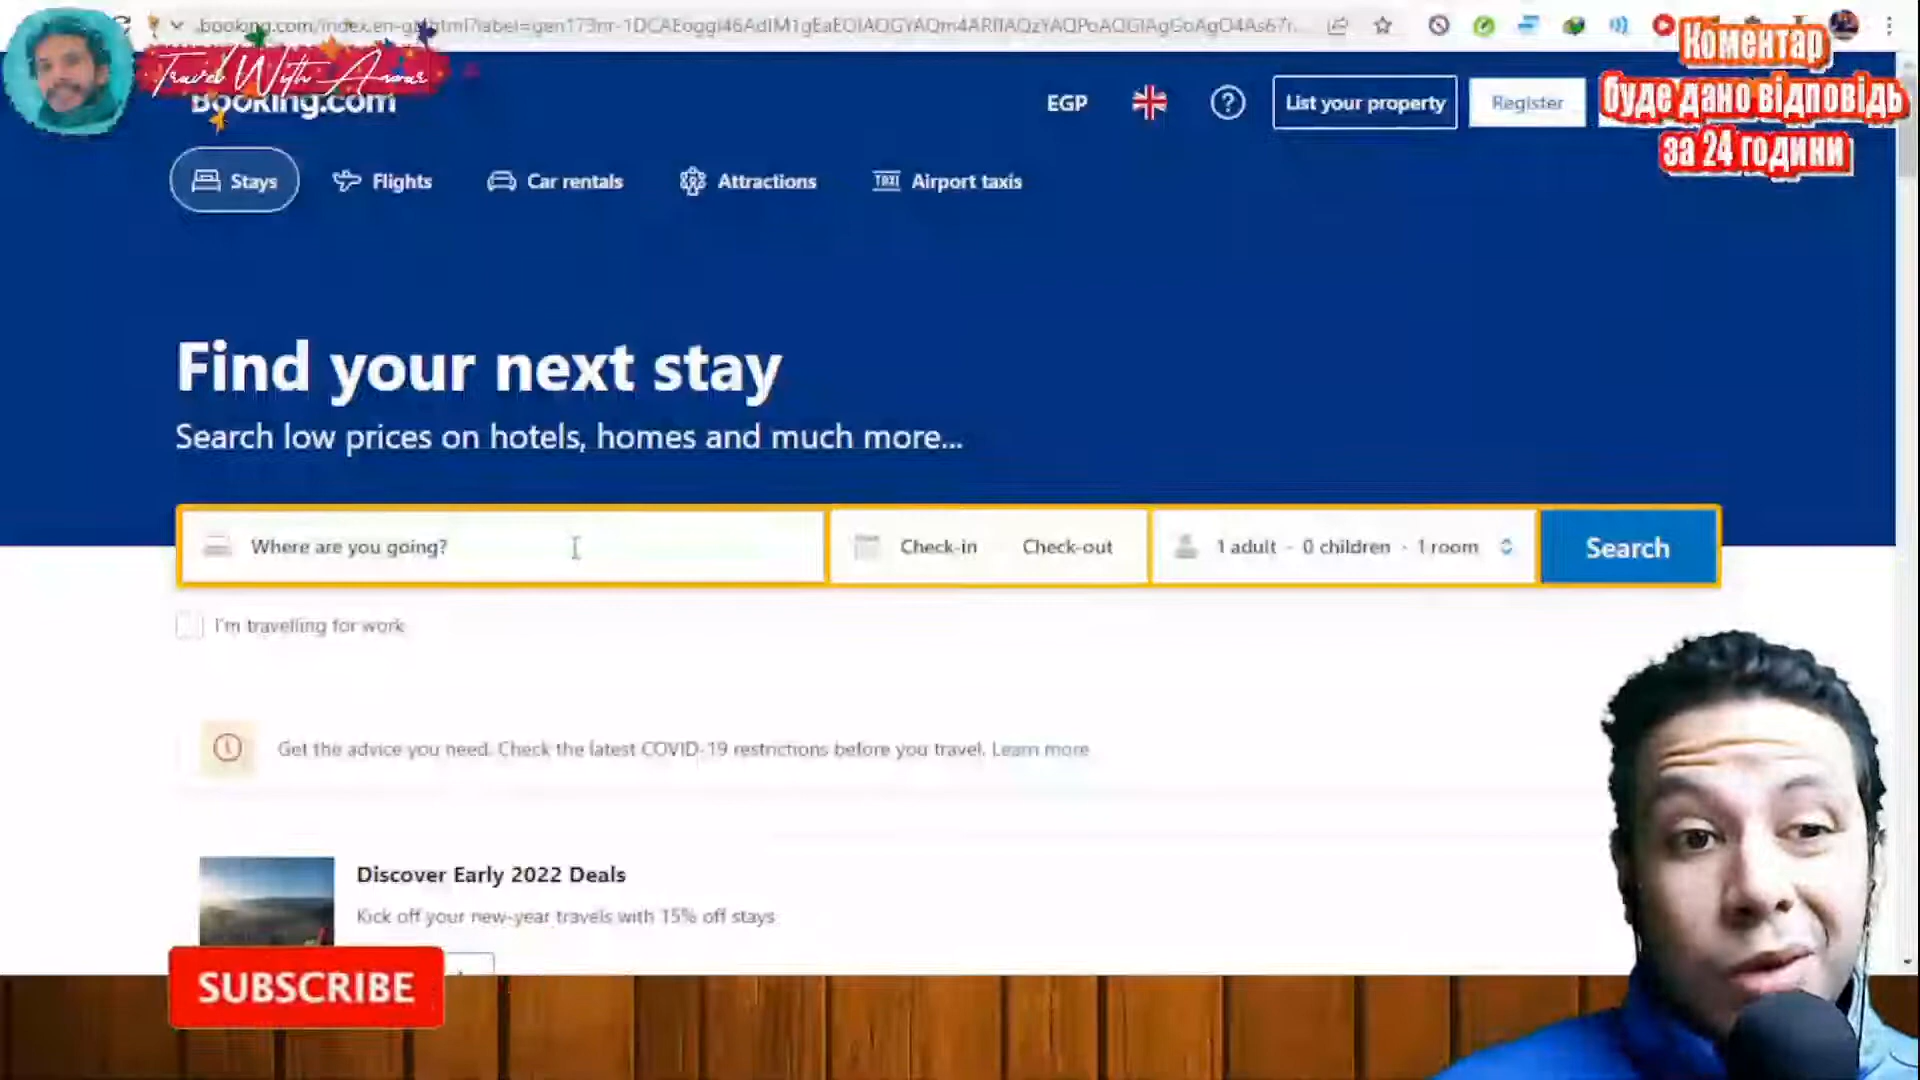 Travel With Anwar
Booking.com
EGP
List your property
Register
Коментар
буде дано відповідь
за 24 години
Stays
Flights
Car rentals
Attractions
TAXI
Airport taxis
Find your next stay
Search low prices on hotels, homes and much more...
Where are you going?
Check-in
Check-out
1 adult - 0 children · 1 room
Search
I'm travelling for work
Get the advice you need. Check the latest COVID-19 restrictions before you travel. Learn more
Discover Early 2022 Deals
Kick off your new-year travels with 15% off stays
SUBSCRIBE